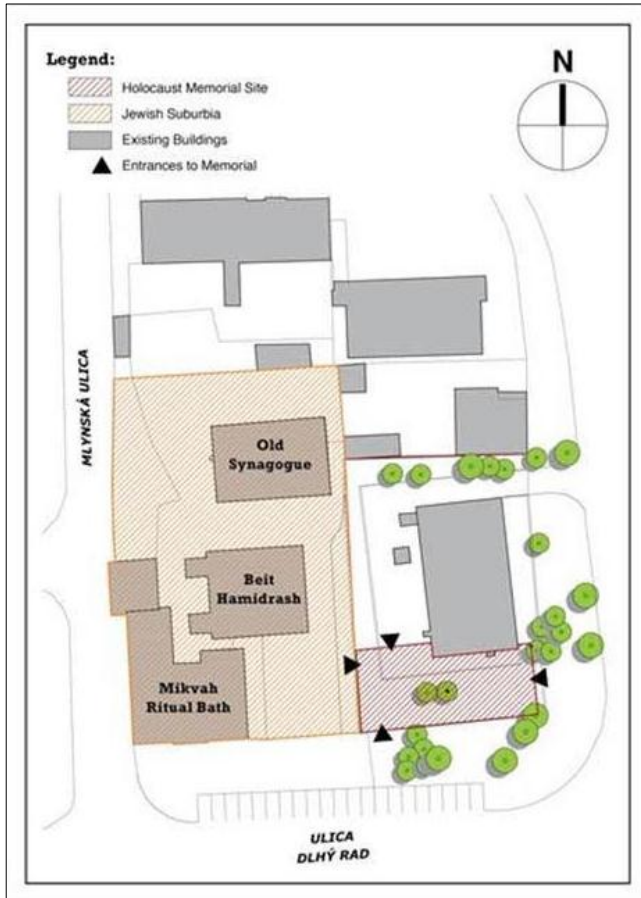 Legend:
Holocaust Memorial Site
Jewish Suburbia
Existing Buildings
Entrances to Memorial
N
MLYNSKÁ ULICA
Old
Synagogue
Beit
Hamidrash
Mikvah
Ritual Bath
ULICA
DLHÝ RAD